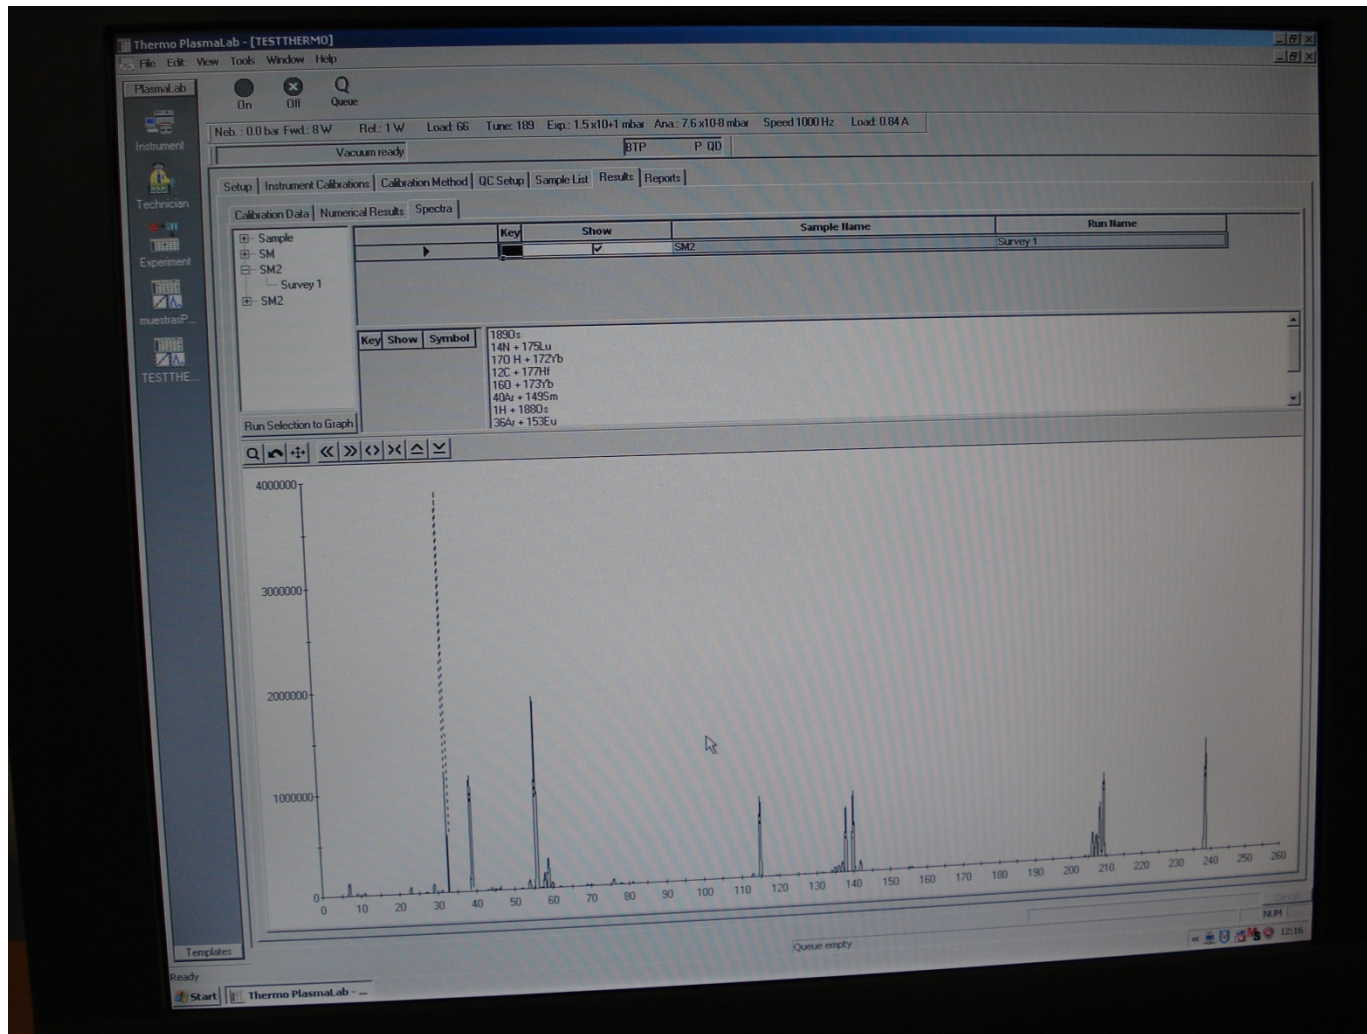 Thermo PlasmaLab - [TESTTHERMO]
File Edit View Tools Window Help
PlasmaLab
On Off Queue
Instrument
Neb. : 0.0 bar Fwd.: 8 W Ref.: 1 W Load: 66 Tune: 189 Exp.: 1.5 x10+1 mbar Ana.: 7.6 x10-8 mbar Speed 1000 Hz Load: 0.84 A
Vacuum ready BTP P QD
Technician
Setup Instrument Calibrations Calibration Method QC Setup Sample List Results Reports
Calibration Data Numerical Results Spectra
Experiment
muestrasP...
TESTTHE...
Sample
SM
SM2
Survey 1
SM2
Key Show Sample Name Run Name
SM2 Survey 1
Key Show Symbol
189Os
14N + 175Lu
17O H + 172Yb
12C + 177Hf
16O + 173Yb
40Ar + 149Sm
1H + 188Os
36Ar + 153Eu
Run Selection to Graph
4000000
3000000
2000000
1000000
0
0 10 20 30 40 50 60 70 80 90 100 110 120 130 140 150 160 170 180 190 200 210 220 230 240 250 260
Templates
Queue empty
NUM
Ready
Start Thermo PlasmaLab - ...
12:16